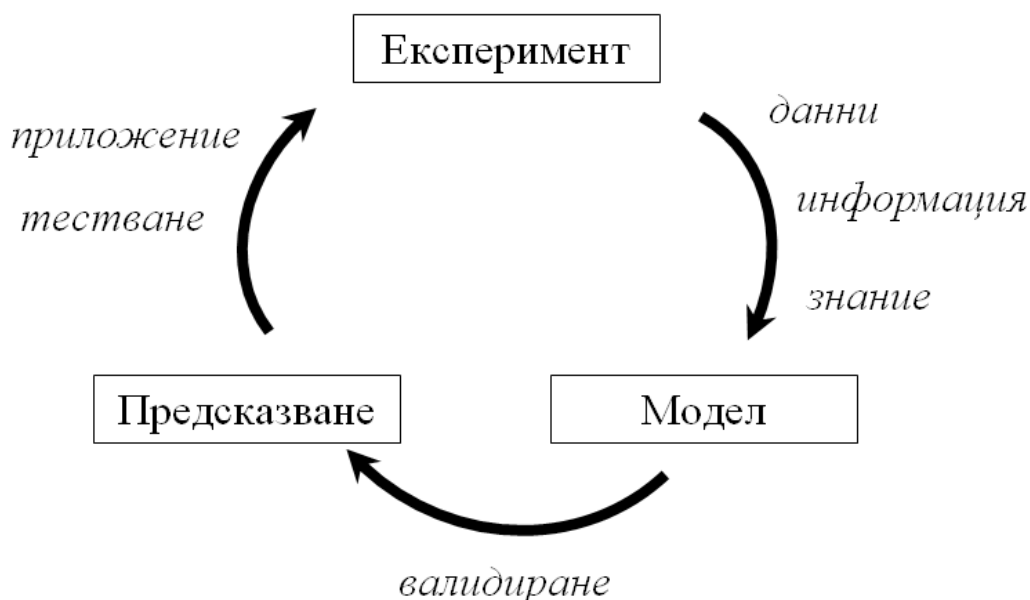 Експеримент
данни
информация
знание
Модел
валидиране
Предсказване
тестване
приложение